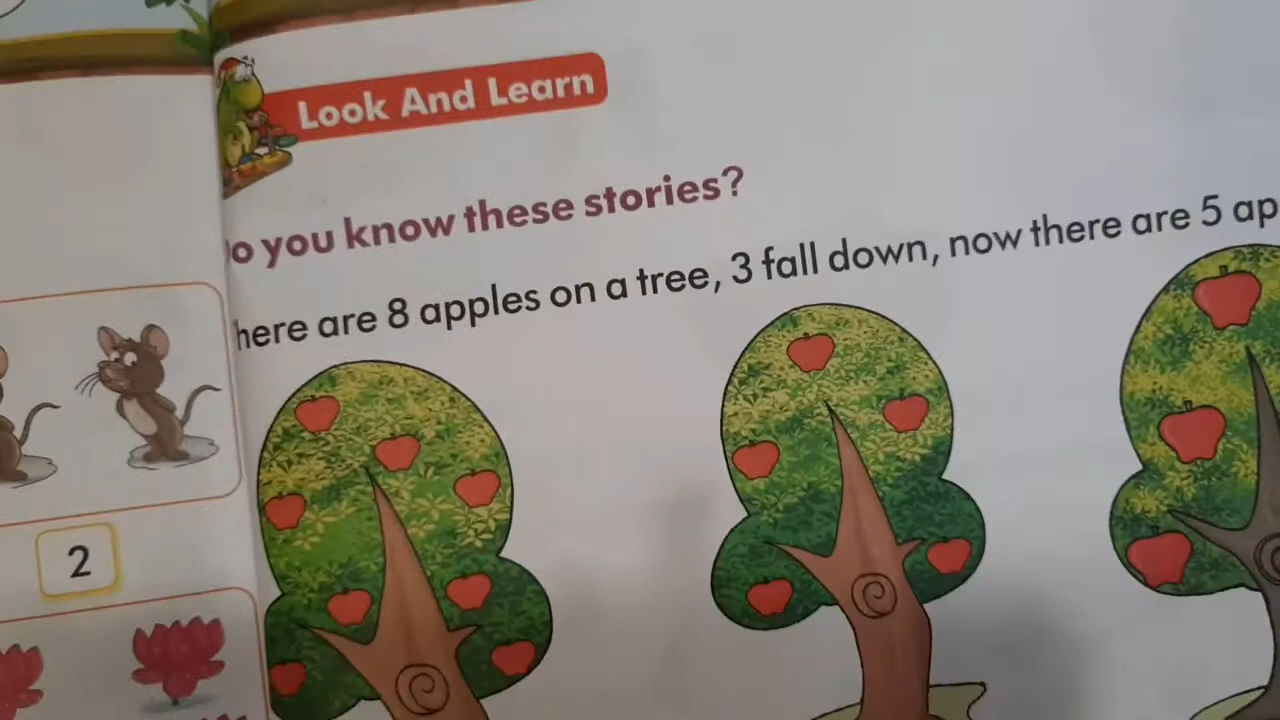 Look And Learn
o you know these stories?
here are 8 apples on a tree, 3 fall down, now there are 5 ap
2